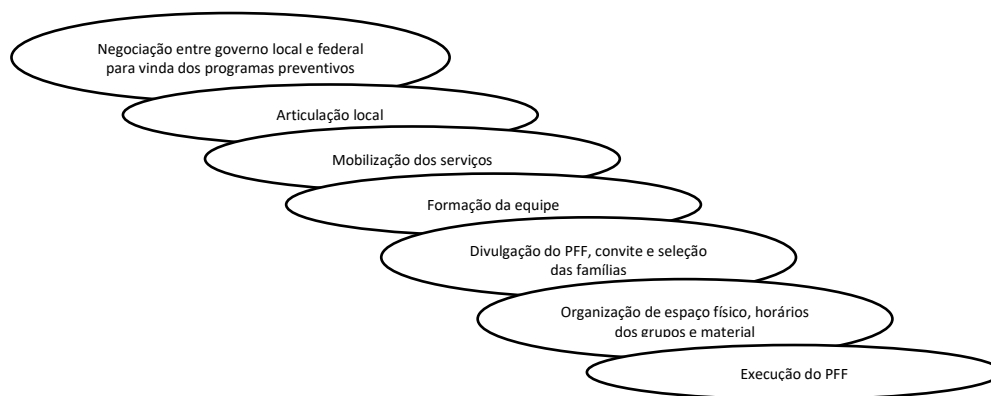 Negociação entre governo local e federal
para vinda dos programas preventivos
Articulação local
Mobilização dos serviços
Formação da equipe
Divulgação do PFF, convite e seleção
das famílias
Organização de espaço físico, horários
dos grupos e material
Execução do PFF